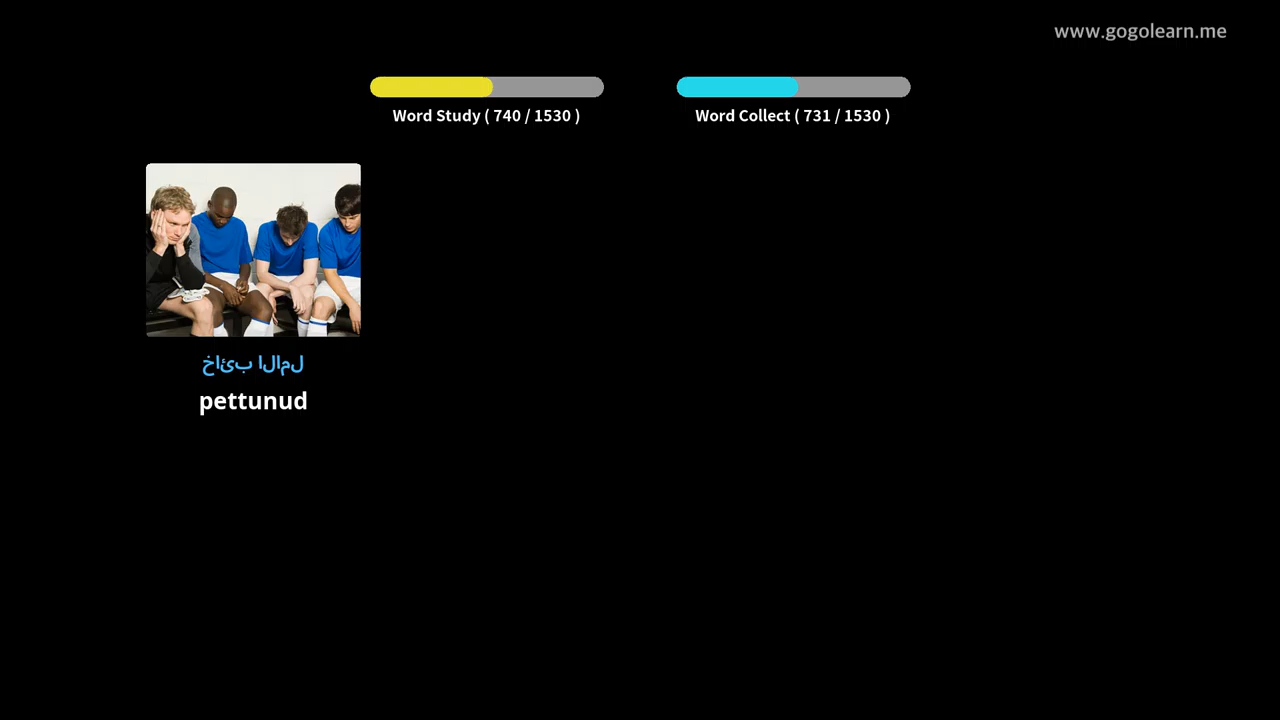 www.gogolearn.me
Word Study ( 740 / 1530 )
Word Collect ( 731 / 1530 )
خائب الامل
pettunud